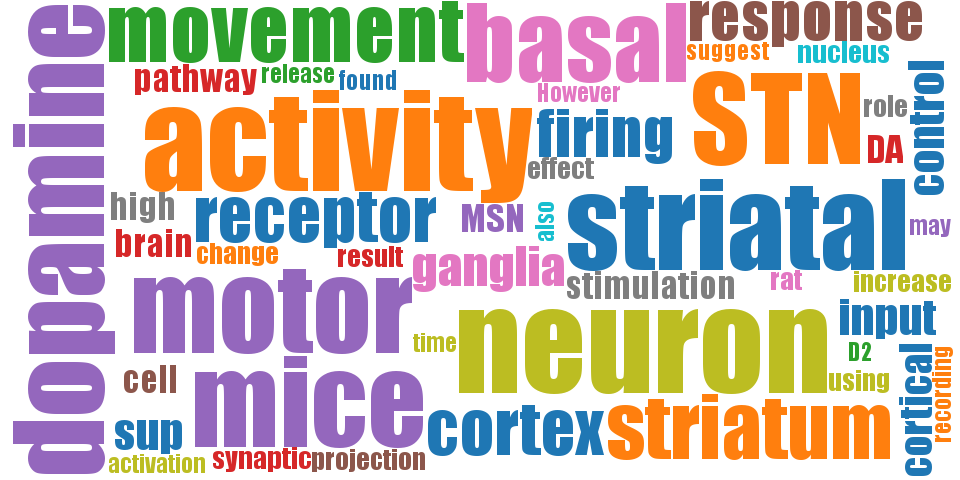 dopamine
movement
basal
response
suggest
nucleus
pathway
release
found
However
control
activity
firing
STN
role
DA
effect
high
receptor
MSN
also
striatal
may
brain
change
result
ganglia
stimulation
rat
increase
motor
time
neuron
input
D2
cell
mice
using
cortical
recording
sup
cortex
striatum
activation
synaptic
projection